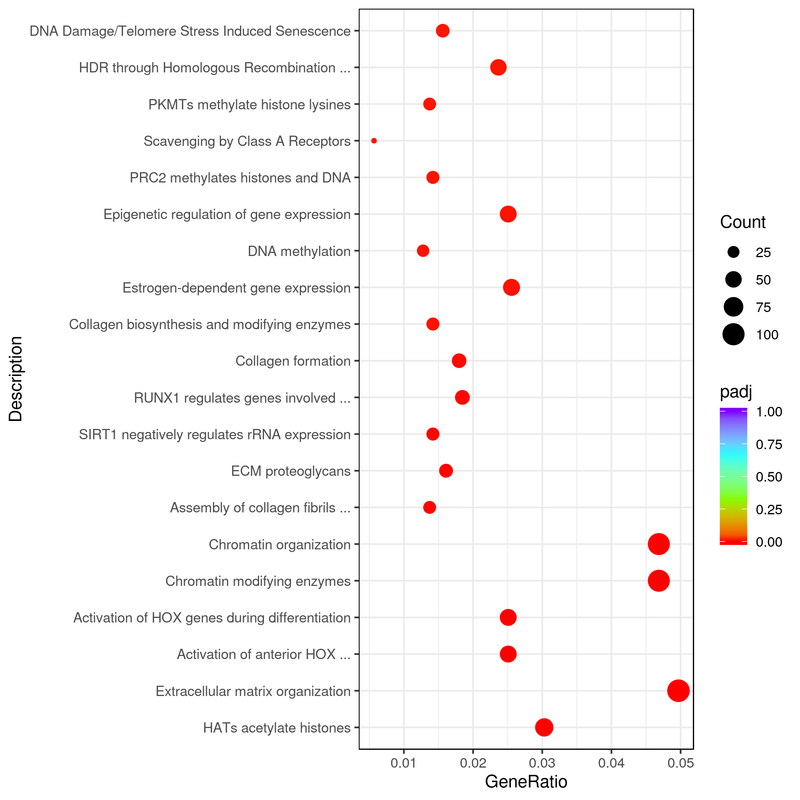 DNA Damage/Telomere Stress Induced Senescence
HDR through Homologous Recombination ...
PKMTs methylate histone lysines
Scavenging by Class A Receptors
PRC2 methylates histones and DNA
Epigenetic regulation of gene expression
DNA methylation
Estrogen-dependent gene expression
Collagen biosynthesis and modifying enzymes
Collagen formation
RUNX1 regulates genes involved ...
SIRT1 negatively regulates rRNA expression
ECM proteoglycans
Assembly of collagen fibrils ...
Chromatin organization
Chromatin modifying enzymes
Activation of HOX genes during differentiation
Activation of anterior HOX ...
Extracellular matrix organization
HATs acetylate histones
Description
0.01 0.02 0.03 0.04 0.05
GeneRatio
Count
25
50
75
100
padj
1.00
0.75
0.50
0.25
0.00